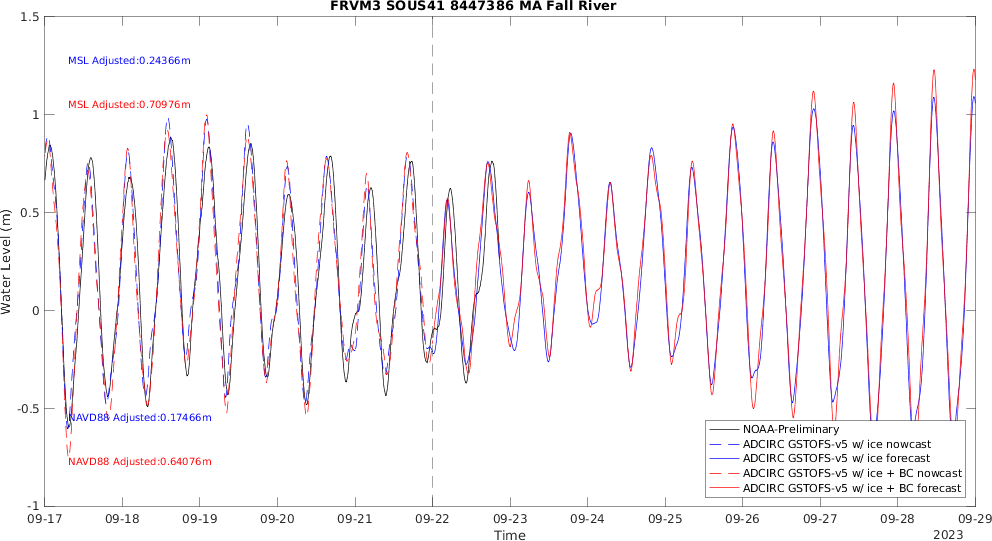 FRVM3 SOUS41 8447386 MA Fall River
1.5
1
0.5
0
-0.5
-1
Water Level (m)
MSL Adjusted:0.24366m
MSL Adjusted:0.70976m
NAVD88 Adjusted:0.17466m
NAVD88 Adjusted:0.64076m
NOAA-Preliminary
ADCIRC GSTOFS-v5 w/ ice nowcast
ADCIRC GSTOFS-v5 w/ ice forecast
ADCIRC GSTOFS-v5 w/ ice + BC nowcast
ADCIRC GSTOFS-v5 w/ ice + BC forecast
09-17 09-18 09-19 09-20 09-21 09-22 09-23 09-24 09-25 09-26 09-27 09-28 09-29
Time
2023